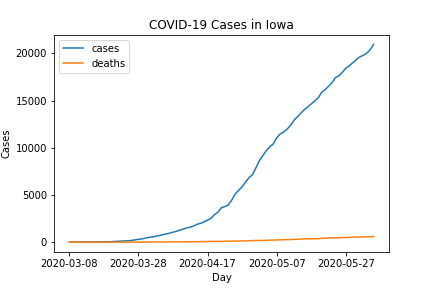 COVID-19 Cases in Iowa
cases
deaths
Cases
20000
15000
10000
5000
0
2020-03-08 2020-03-28 2020-04-17 2020-05-07 2020-05-27
Day